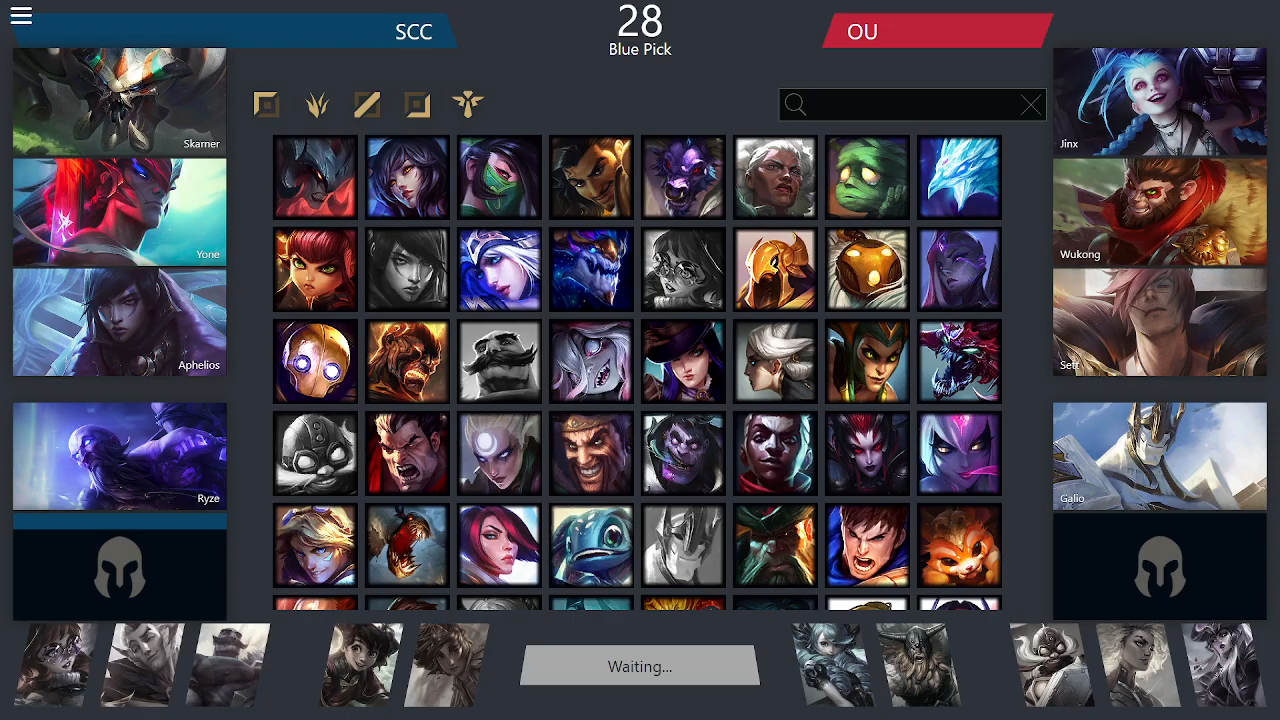 SCC
28
Blue Pick
OU
Skarner
Yone
Aphelios
Ryze
Jinx
Wukong
Sett
Galio
Waiting...